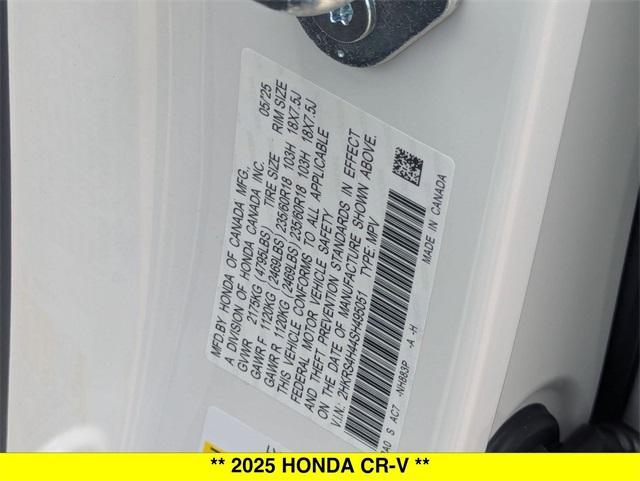 MFD.BY HONDA OF CANADA MFG. 05/25
A DIVISION OF HONDA CANADA INC.
GVWR 2175KG (4795LBS) TIRE SIZE RIM SIZE
GAWR F 1120KG (2469LBS) 235/60R18 103H 18X7.5J
GAWR R 1120KG (2469LBS) 235/60R18 103H 18X7.5J
THIS VEHICLE CONFORMS TO ALL APPLICABLE
FEDERAL MOTOR VEHICLE SAFETY
AND THEFT PREVENTION STANDARDS IN EFFECT
ON THE DATE OF MANUFACTURE SHOWN ABOVE.
V.I.N.: 2HKRS4H44SH495051 TYPE: MPV
S AC7 -NH883P -A -H
MADE IN CANADA
** 2025 HONDA CR-V **